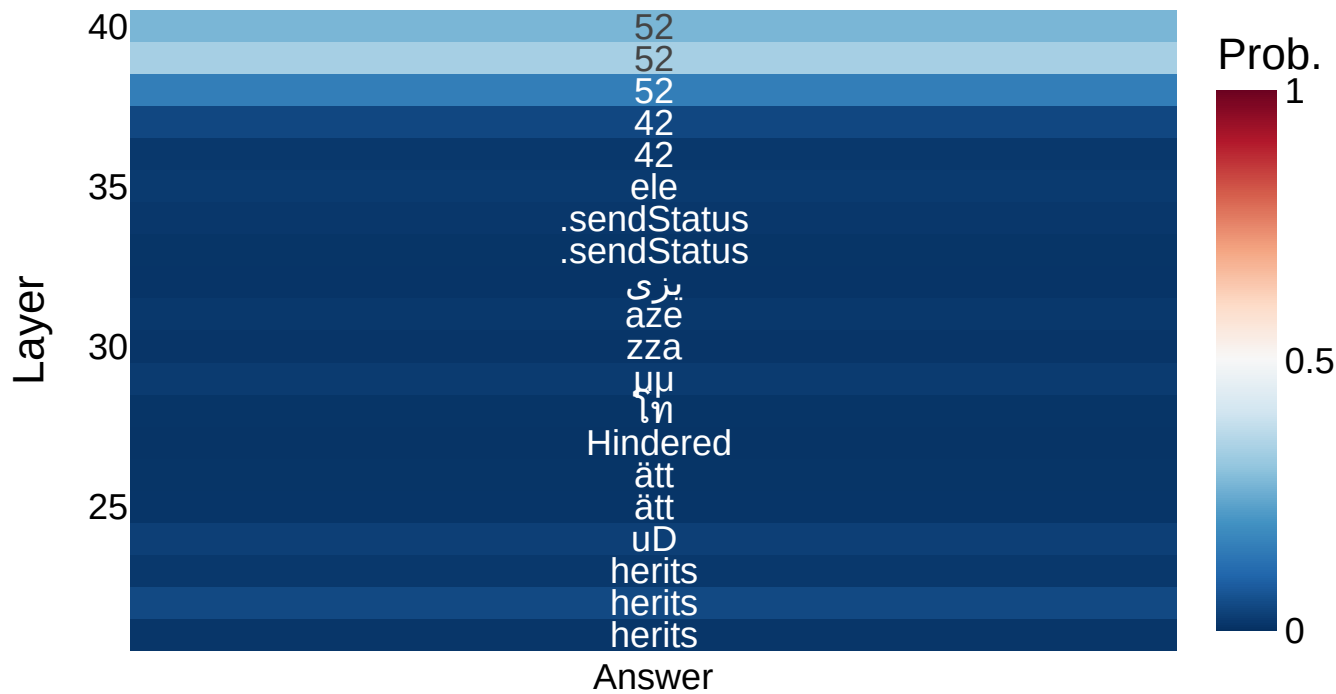 40
52
52
52
42
42
35
ele
.sendStatus
.sendStatus
یزی
aze
30
zza
μμ
โท
Hindered
ätt
25
ätt
uD
herits
herits
herits
Layer
Answer
Prob.
1
0.5
0